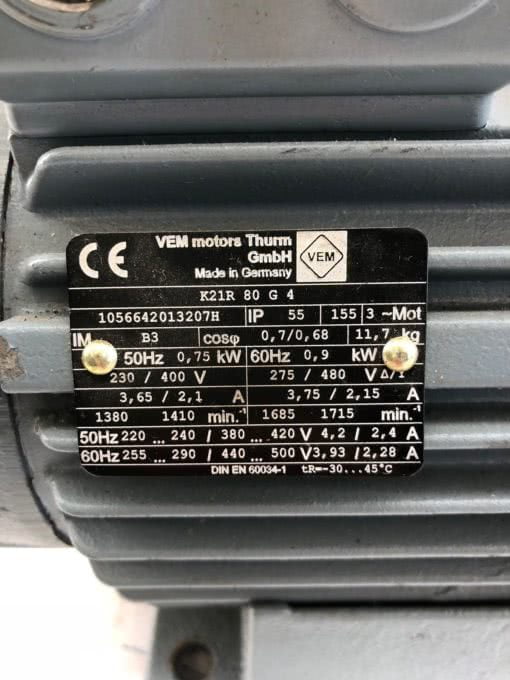 CE VEM motors Thurm
GmbH VEM
Made in Germany
K21R 80 G 4
1056642013207H IP 55 155 3 ~Mot
IM B3 cosφ 0,7/0,68 11,7 kg
50Hz 0,75 kW 60Hz 0,9 kW
230 / 400 V 275 / 480 V Δ/Y
3,65 / 2,1 A 3,75 / 2,15 A
1380 1410 min.-1 1685 1715 min.-1
50Hz 220 ... 240 / 380 ... 420 V 4,2 / 2,4 A
60Hz 255 ... 290 / 440 ... 500 V 3,93 / 2,28 A
DIN EN 60034-1 tR=-30...45°C